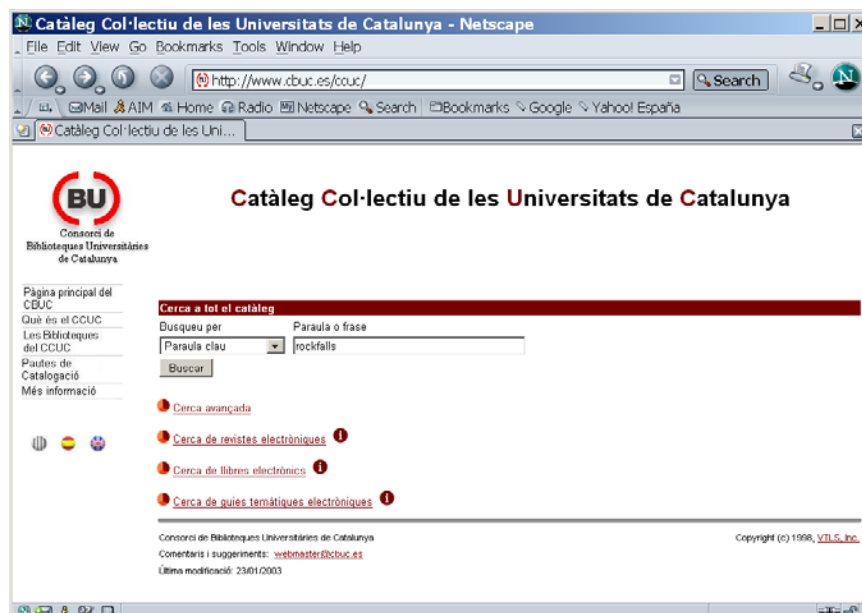 Catàleg Col·lectiu de les Universitats de Catalunya - Netscape
File Edit View Go Bookmarks Tools Window Help
http://www.cbuc.es/ccuc/ Search N
Mail AIM Home Radio Netscape Search Bookmarks Google Yahoo! España
Catàleg Col·lectiu de les Uni...
BU
Consorci de
Biblioteques Universitàries
de Catalunya
Catàleg Col·lectiu de les Universitats de Catalunya
Pàgina principal del
CBUC
Què és el CCUC
Les Biblioteques
del CCUC
Pautes de
Catalogació
Més informació
Cerca a tot el catàleg
Busqueu per Paraula o frase
Paraula clau rockfalls
Buscar
Cerca avançada
Cerca de revistes electròniques
Cerca de llibres electrònics
Cerca de guies temàtiques electròniques
Consorci de Biblioteques Universitàries de Catalunya
Copyright (c) 1998, VTLS, Inc.
Comentaris i suggeriments: webmaster@cbuc.es
Última modificació: 23/01/2003